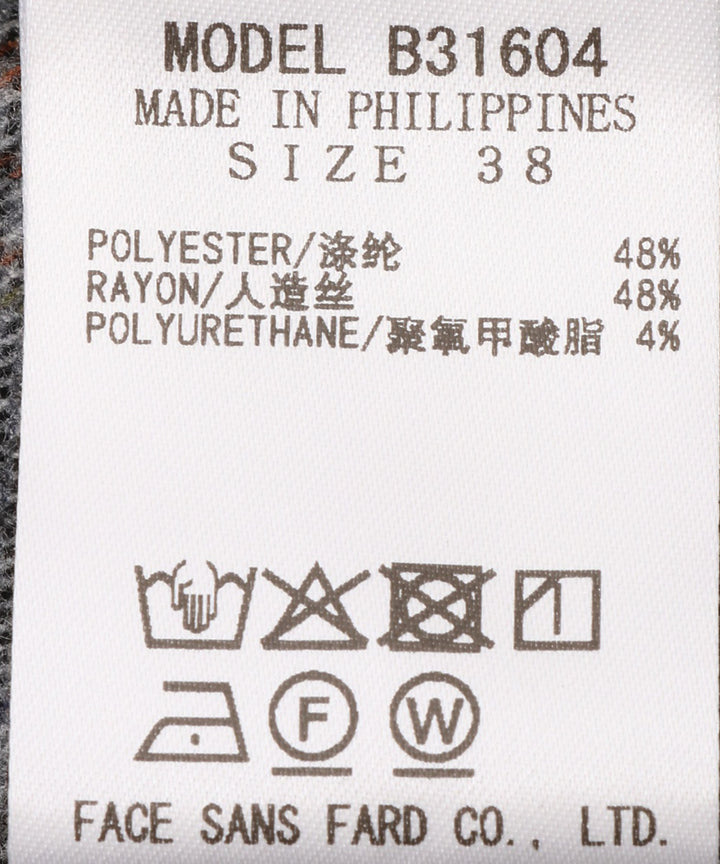 MODEL B31604
MADE IN PHILIPPINES
SIZE 38
POLYESTER/涤纶 48%
RAYON/人造丝 48%
POLYURETHANE/聚氧甲酸脂 4%
F W
FACE SANS FARD CO., LTD.